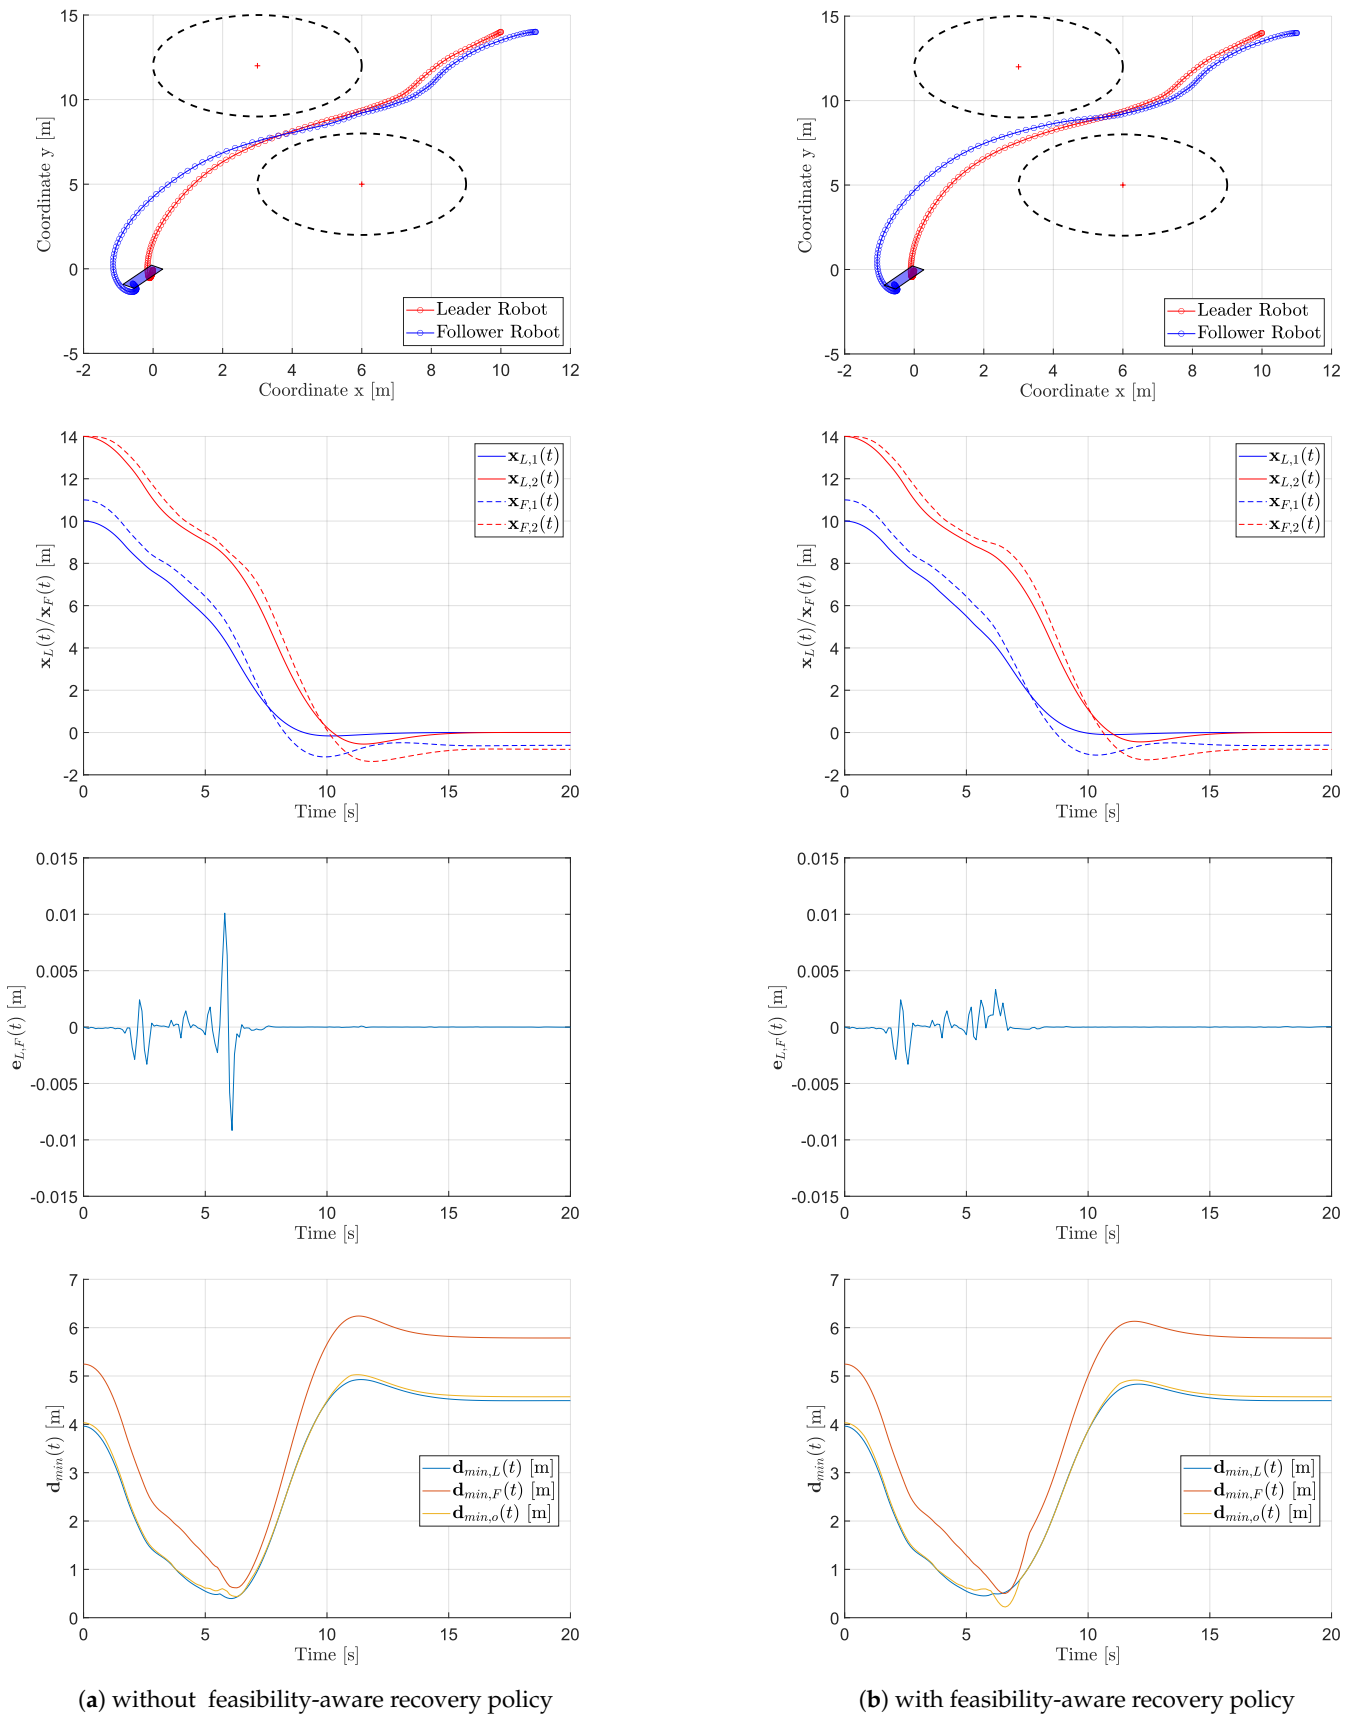 15
10
5
0
-5
-2
0
2
4
6
8
10
12
Coordinate y [m]
Coordinate x [m]
Leader Robot
Follower Robot
15
10
5
0
-5
-2
0
2
4
6
8
10
12
Coordinate y [m]
Coordinate x [m]
Leader Robot
Follower Robot
14
12
10
8
6
4
2
0
-2
0
5
10
15
20
x_L(t)/x_F(t) [m]
Time [s]
x_{L,1}(t)
x_{L,2}(t)
x_{F,1}(t)
x_{F,2}(t)
14
12
10
8
6
4
2
0
-2
0
5
10
15
20
x_L(t)/x_F(t) [m]
Time [s]
x_{L,1}(t)
x_{L,2}(t)
x_{F,1}(t)
x_{F,2}(t)
0.015
0.01
0.005
0
-0.005
-0.01
-0.015
0
5
10
15
20
e_{L,F}(t) [m]
Time [s]
0.015
0.01
0.005
0
-0.005
-0.01
-0.015
0
5
10
15
20
e_{L,F}(t) [m]
Time [s]
7
6
5
4
3
2
1
0
0
5
10
15
20
d_{min}(t) [m]
Time [s]
d_{min,L}(t) [m]
d_{min,F}(t) [m]
d_{min,o}(t) [m]
7
6
5
4
3
2
1
0
0
5
10
15
20
d_{min}(t) [m]
Time [s]
d_{min,L}(t) [m]
d_{min,F}(t) [m]
d_{min,o}(t) [m]
(a) without feasibility-aware recovery policy
(b) with feasibility-aware recovery policy